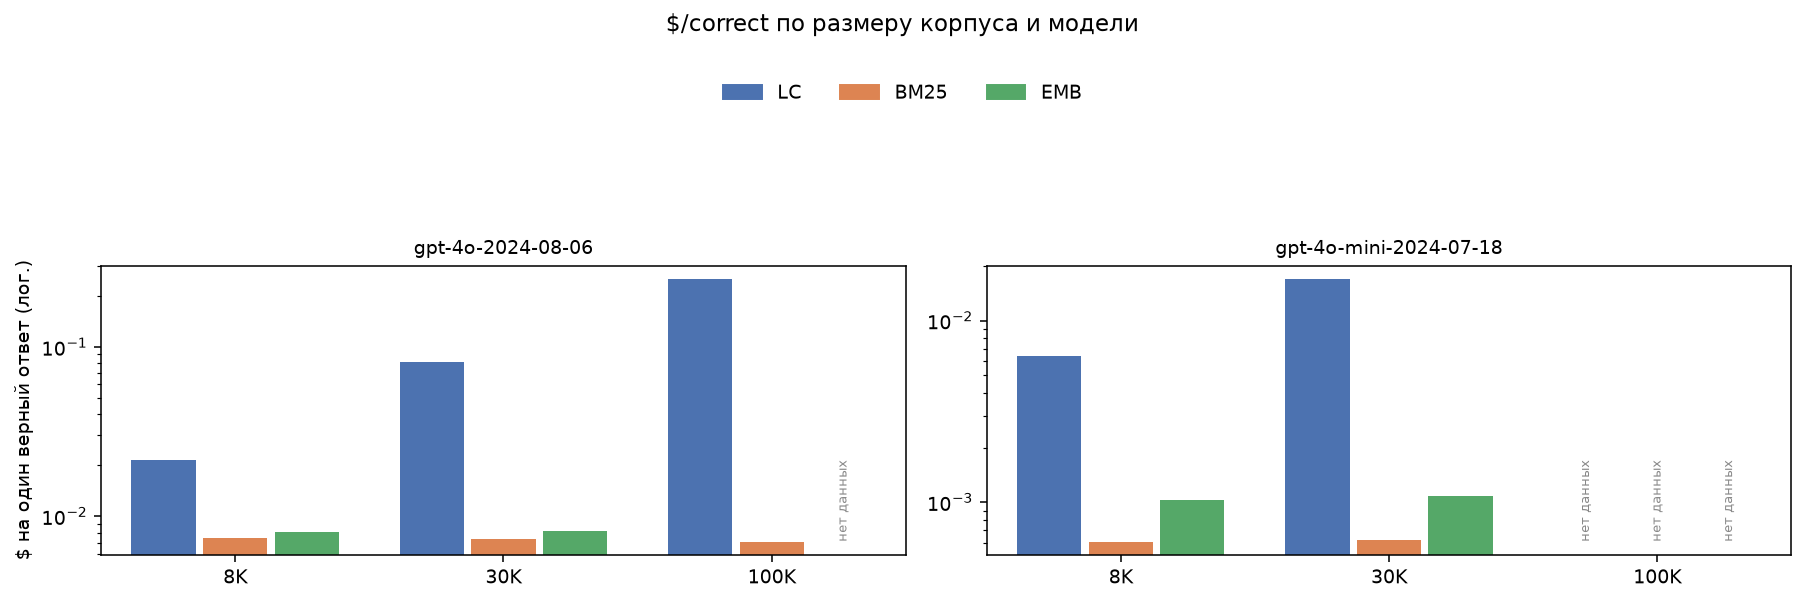 $/correct по размеру корпуса и модели
LC BM25 EMB
gpt-4o-2024-08-06
$ на один верный ответ (лог.)
10⁻¹
10⁻²
нет данных
8K 30K 100K
gpt-4o-mini-2024-07-18
10⁻²
10⁻³
нет данных
нет данных
нет данных
8K 30K 100K